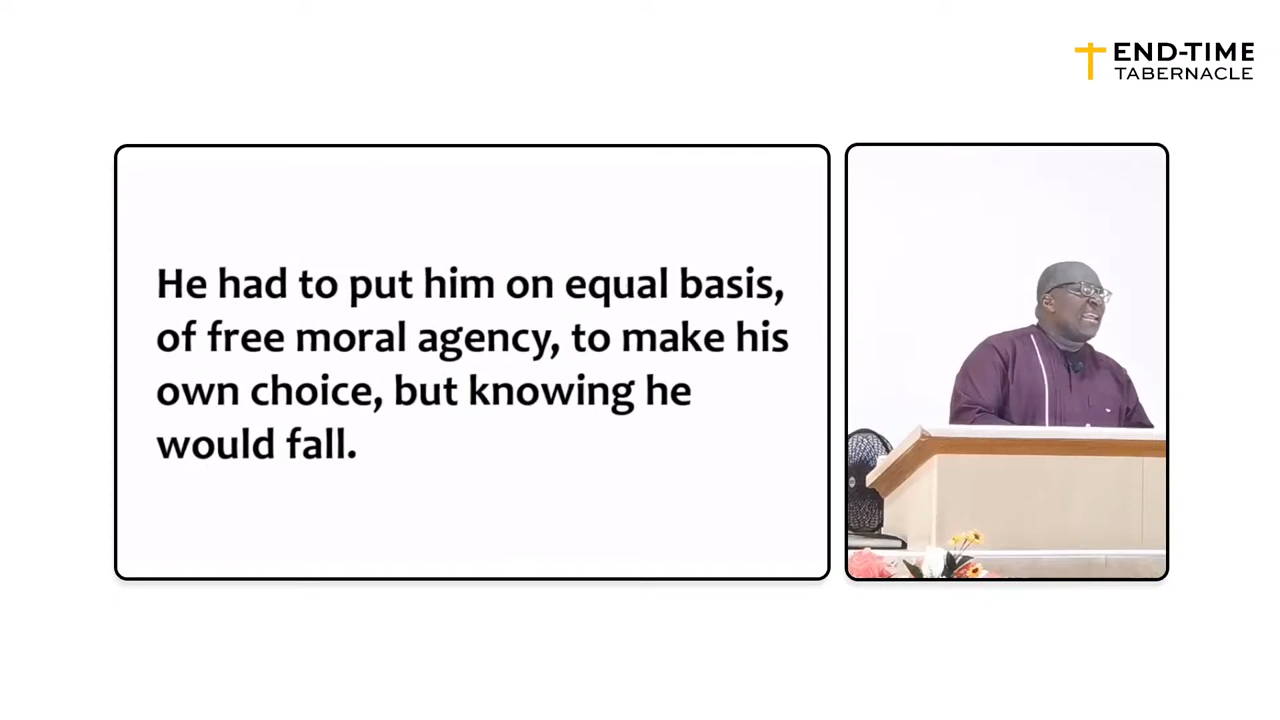 END-TIME
TABERNACLE
He had to put him on equal basis,
of free moral agency, to make his
own choice, but knowing he
would fall.